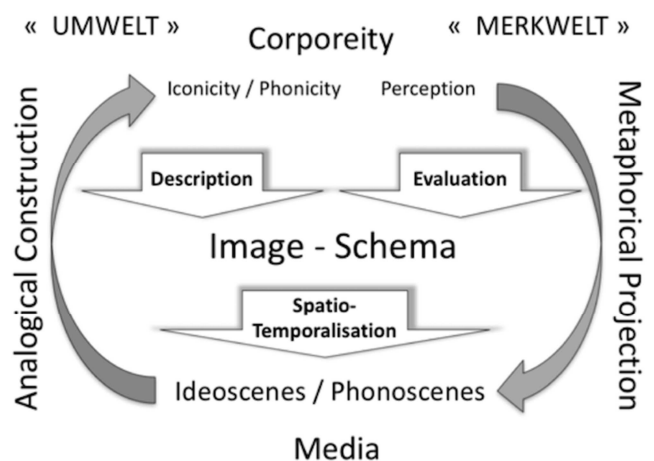 « UMWELT »
« MERKWELT »
Corporeity
Iconicity / Phonicity
Perception
Analogical Construction
Metaphorical Projection
Description
Evaluation
Image - Schema
Spatio-
Temporalisation
Ideoscenes / Phonoscenes
Media